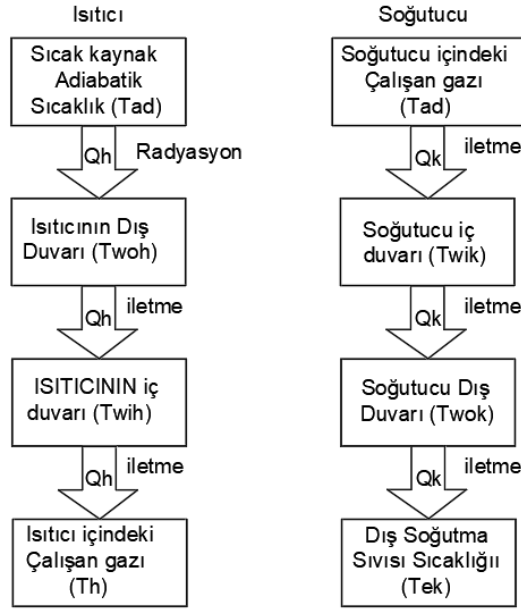 Isıtıcı
Sıcak kaynak
Adiabatik
Sıcaklık (Tad)
Qh
Radyasyon
Isıtıcının Dış
Duvarı (Twoh)
Qh
iletme
ISITICININ iç
duvarı (Twih)
Qh
iletme
Isıtıcı içindeki
Çalışan gazı
(Th)
Soğutucu
Soğutucu içindeki
Çalışan gazı
(Tad)
Qk
iletme
Soğutucu iç
duvarı (Twik)
Qk
iletme
Soğutucu Dış
Duvarı (Twok)
Qk
iletme
Dış Soğutma
Sıvısı Sıcaklığıı
(Tek)